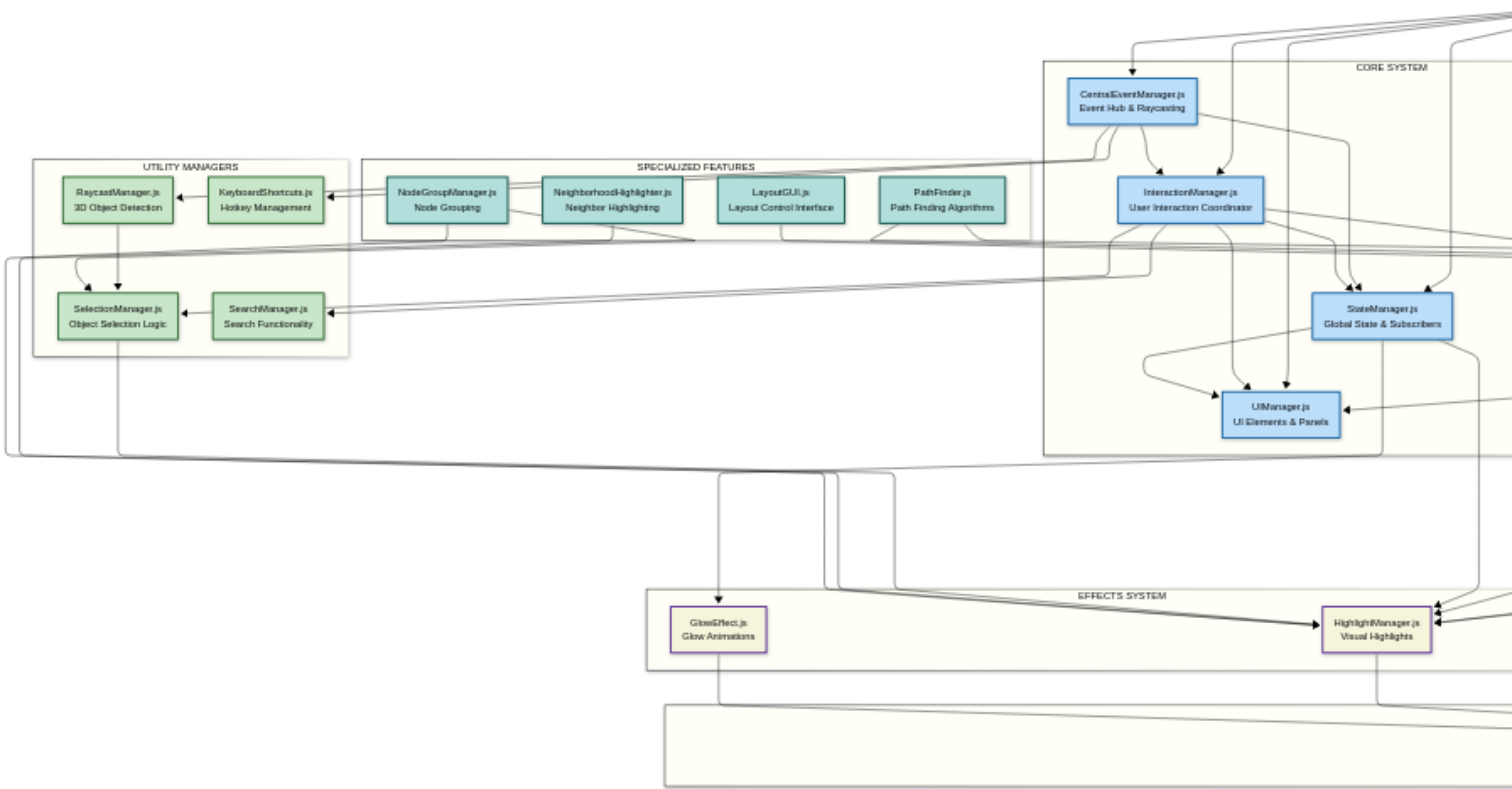 CORE SYSTEM
CentralEventManager.js
Event Hub & Raycasting
UTILITY MANAGERS
RaycastManager.js
3D Object Detection
KeyboardShortcuts.js
Hotkey Management
SPECIALIZED FEATURES
NodeGroupManager.js
Node Grouping
NeighborhoodHighlighter.js
Neighbor Highlighting
LayoutGUI.js
Layout Control Interface
PathFinder.js
Path Finding Algorithms
InteractionManager.js
User Interaction Coordinator
SelectionManager.js
Object Selection Logic
SearchManager.js
Search Functionality
StateManager.js
Global State & Subscribers
UIManager.js
UI Elements & Panels
EFFECTS SYSTEM
GlowEffect.js
Glow Animations
HighlightManager.js
Visual Highlights